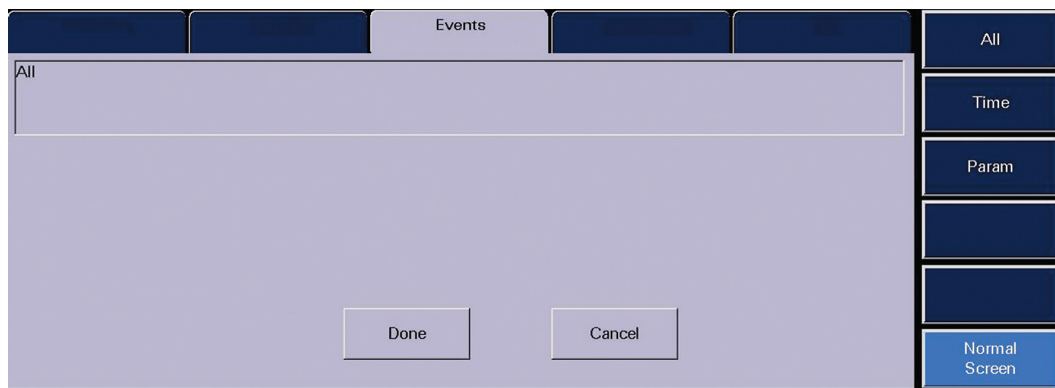 Events
All
Done
Cancel
All
Time
Param
Normal
Screen